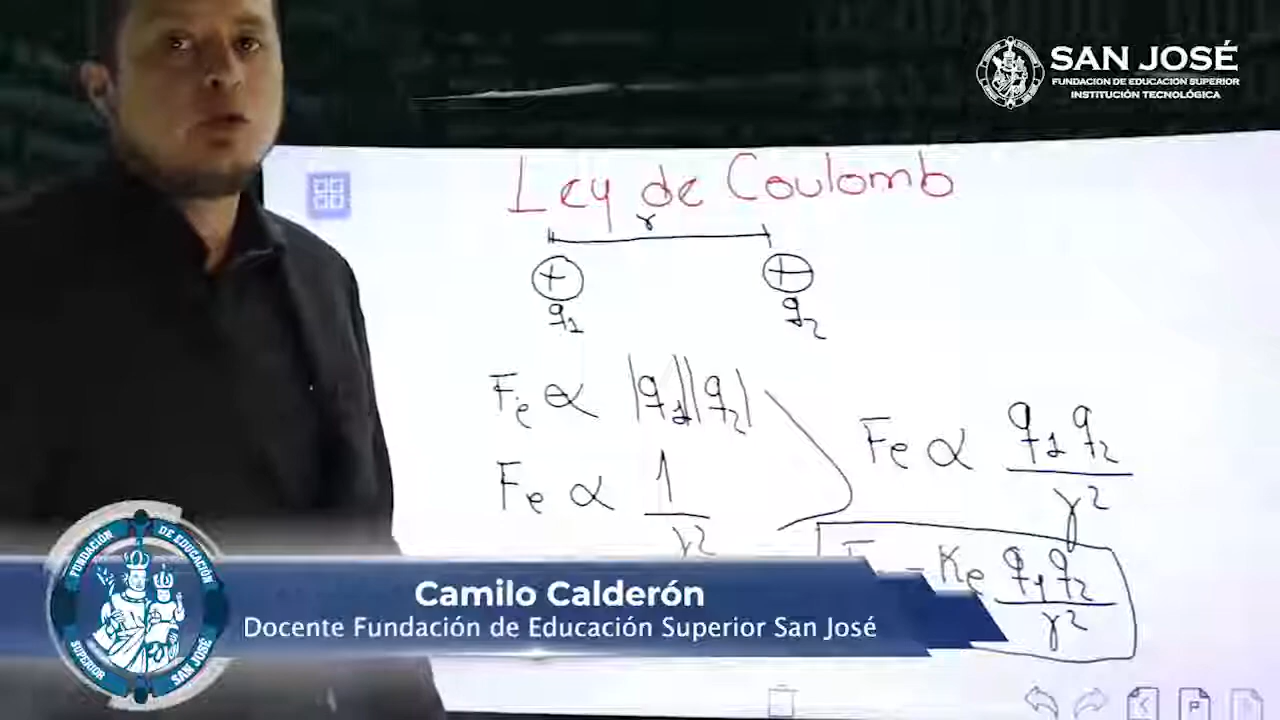 SAN JOSÉ
FUNDACIÓN DE EDUCACIÓN SUPERIOR
INSTITUCIÓN TECNOLÓGICA
Ley de Coulomb
r
+ +
q1 q2
Fe ∝ |q1||q2|
Fe ∝ 1/r2
Fe ∝ q1 q2/r2
= Ke q1 q2/r2
Camilo Calderón
Docente Fundación de Educación Superior San José
FUNDACIÓN DE EDUCACIÓN
SUPERIOR SAN JOSÉ
P